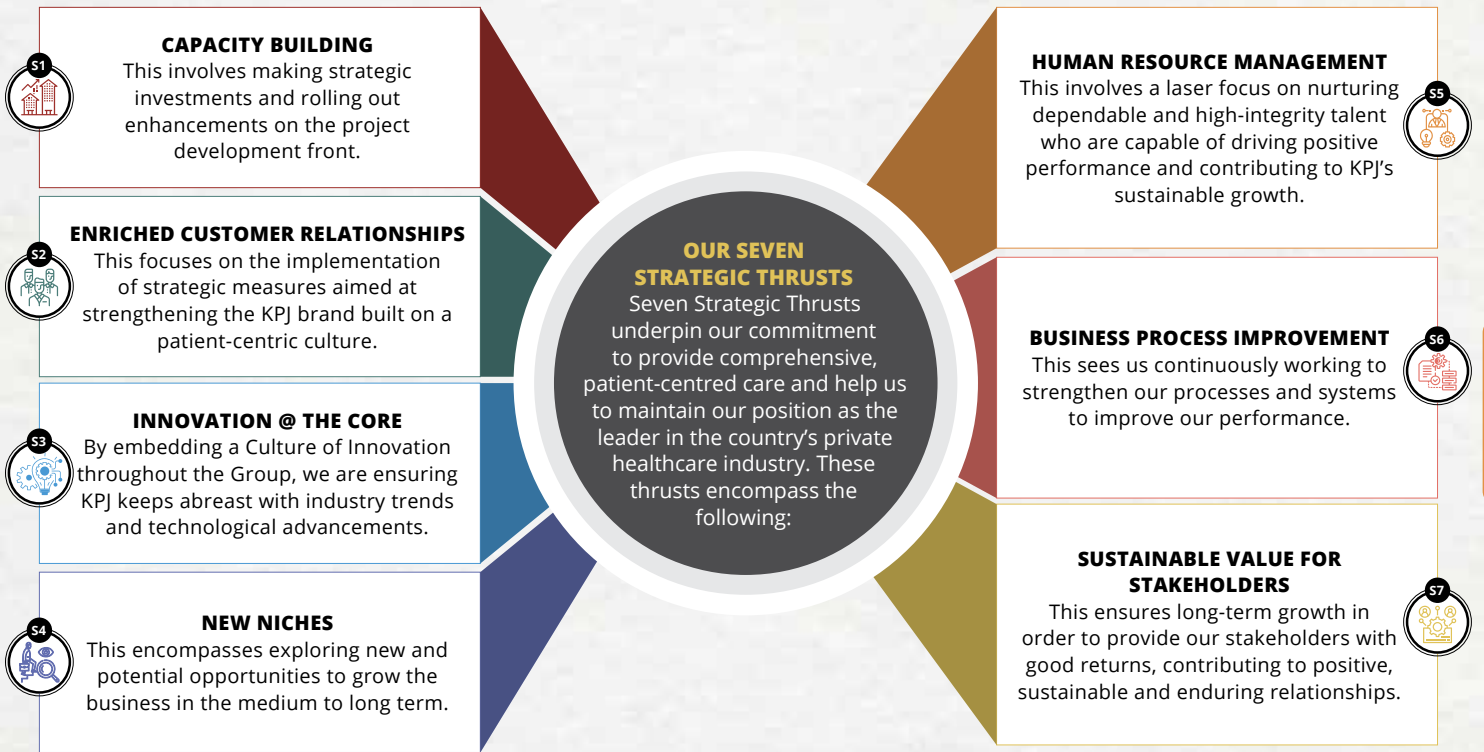 S1
CAPACITY BUILDING
This involves making strategic
investments and rolling out
enhancements on the project
development front.
S2
ENRICHED CUSTOMER RELATIONSHIPS
This focuses on the implementation
of strategic measures aimed at
strengthening the KPJ brand built on a
patient-centric culture.
S3
INNOVATION @ THE CORE
By embedding a Culture of Innovation
throughout the Group, we are ensuring
KPJ keeps abreast with industry trends
and technological advancements.
S4
NEW NICHES
This encompasses exploring new and
potential opportunities to grow the
business in the medium to long term.
OUR SEVEN
STRATEGIC THRUSTS
Seven Strategic Thrusts
underpin our commitment
to provide comprehensive,
patient-centred care and help us
to maintain our position as the
leader in the country’s private
healthcare industry. These
thrusts encompass the
following:
S5
HUMAN RESOURCE MANAGEMENT
This involves a laser focus on nurturing
dependable and high-integrity talent
who are capable of driving positive
performance and contributing to KPJ’s
sustainable growth.
S6
BUSINESS PROCESS IMPROVEMENT
This sees us continuously working to
strengthen our processes and systems
to improve our performance.
S7
SUSTAINABLE VALUE FOR
STAKEHOLDERS
This ensures long-term growth in
order to provide our stakeholders with
good returns, contributing to positive,
sustainable and enduring relationships.